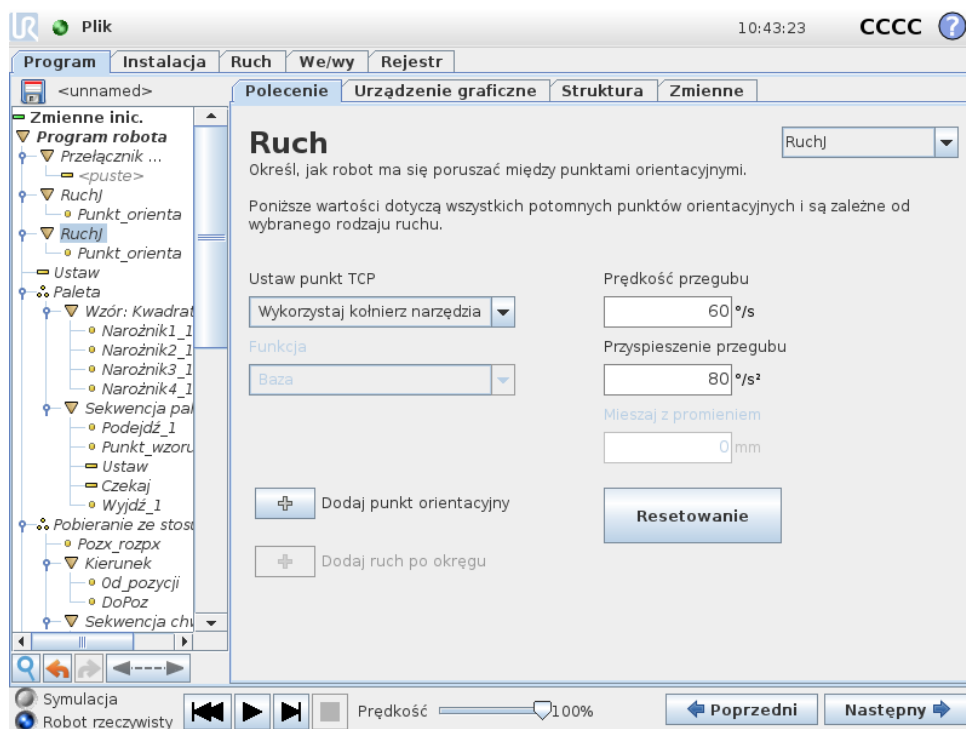 UR Plik 10:43:23 CCCC ?
Program Instalacja Ruch We/wy Rejestr
<unnamed>
Polecenie Urządzenie graficzne Struktura Zmienne
Zmienne inic.
Program robota
Przełącznik ...
<puste>
RuchJ
Punkt_orienta
RuchJ
Punkt_orienta
Ustaw
Paleta
Wzór: Kwadrat
Narożnik1_1
Narożnik2_1
Narożnik3_1
Narożnik4_1
Sekwencja pal
Podejdź_1
Punkt_wzoru
Ustaw
Czekaj
Wyjdź_1
Pobieranie ze stosu
Pozx_rozpx
Kierunek
Od_pozycji
DoPoz
Sekwencja chw
Ruch
RuchJ
Określ, jak robot ma się poruszać między punktami orientacyjnymi.
Poniższe wartości dotyczą wszystkich potomnych punktów orientacyjnych i są zależne od
wybranego rodzaju ruchu.
Ustaw punkt TCP
Wykorzystaj kołnierz narzędzia
Funkcja
Baza
Prędkość przegubu
60 °/s
Przyspieszenie przegubu
80 °/s²
Mieszaj z promieniem
0 mm
Dodaj punkt orientacyjny
Dodaj ruch po okręgu
Resetowanie
Symulacja
Robot rzeczywisty
Prędkość 100%
Poprzedni
Następny